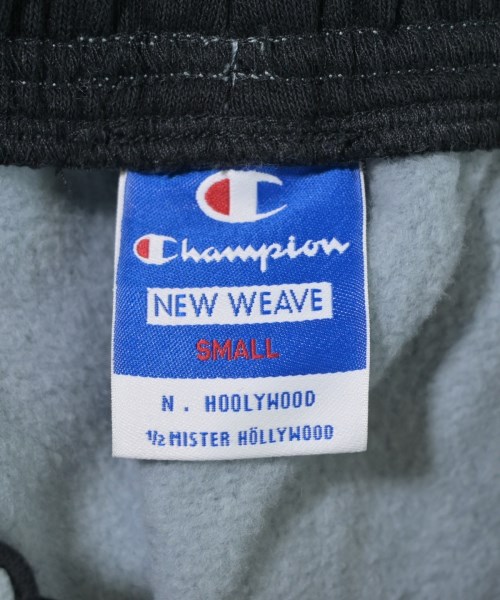 Champion
NEW WEAVE
SMALL
N. HOOLYWOOD
½ MISTER HÖLLYWOOD